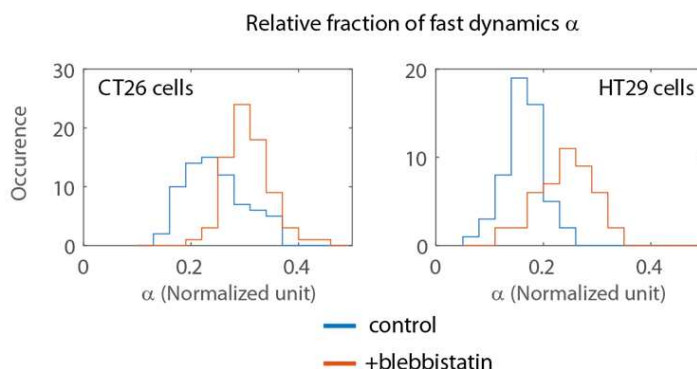 Relative fraction of fast dynamics α
CT26 cells
HT29 cells
Occurence
30
20
10
0
20
10
0
0
0.2
0.4
0
0.2
0.4
α (Normalized unit)
α (Normalized unit)
control
+blebbistatin